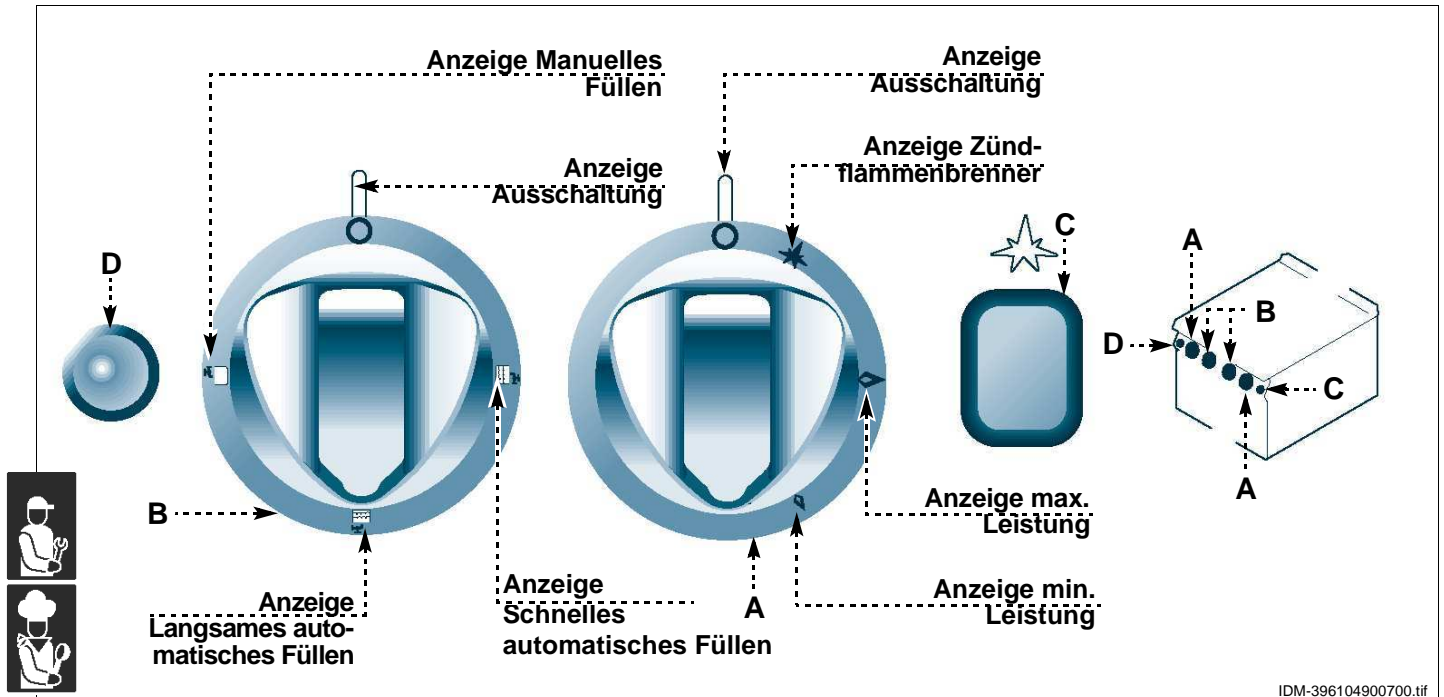 Anzeige Manuelles
Füllen
Anzeige
Ausschaltung
Anzeige
Ausschaltung
Anzeige Zünd-
flammenbrenner
D
C
A
B
D
C
A
B
Anzeige max.
Leistung
Anzeige
Langsames auto-
matisches Füllen
Anzeige
Schnelles
automatisches Füllen
A
Anzeige min.
Leistung
IDM-396104900700.tif